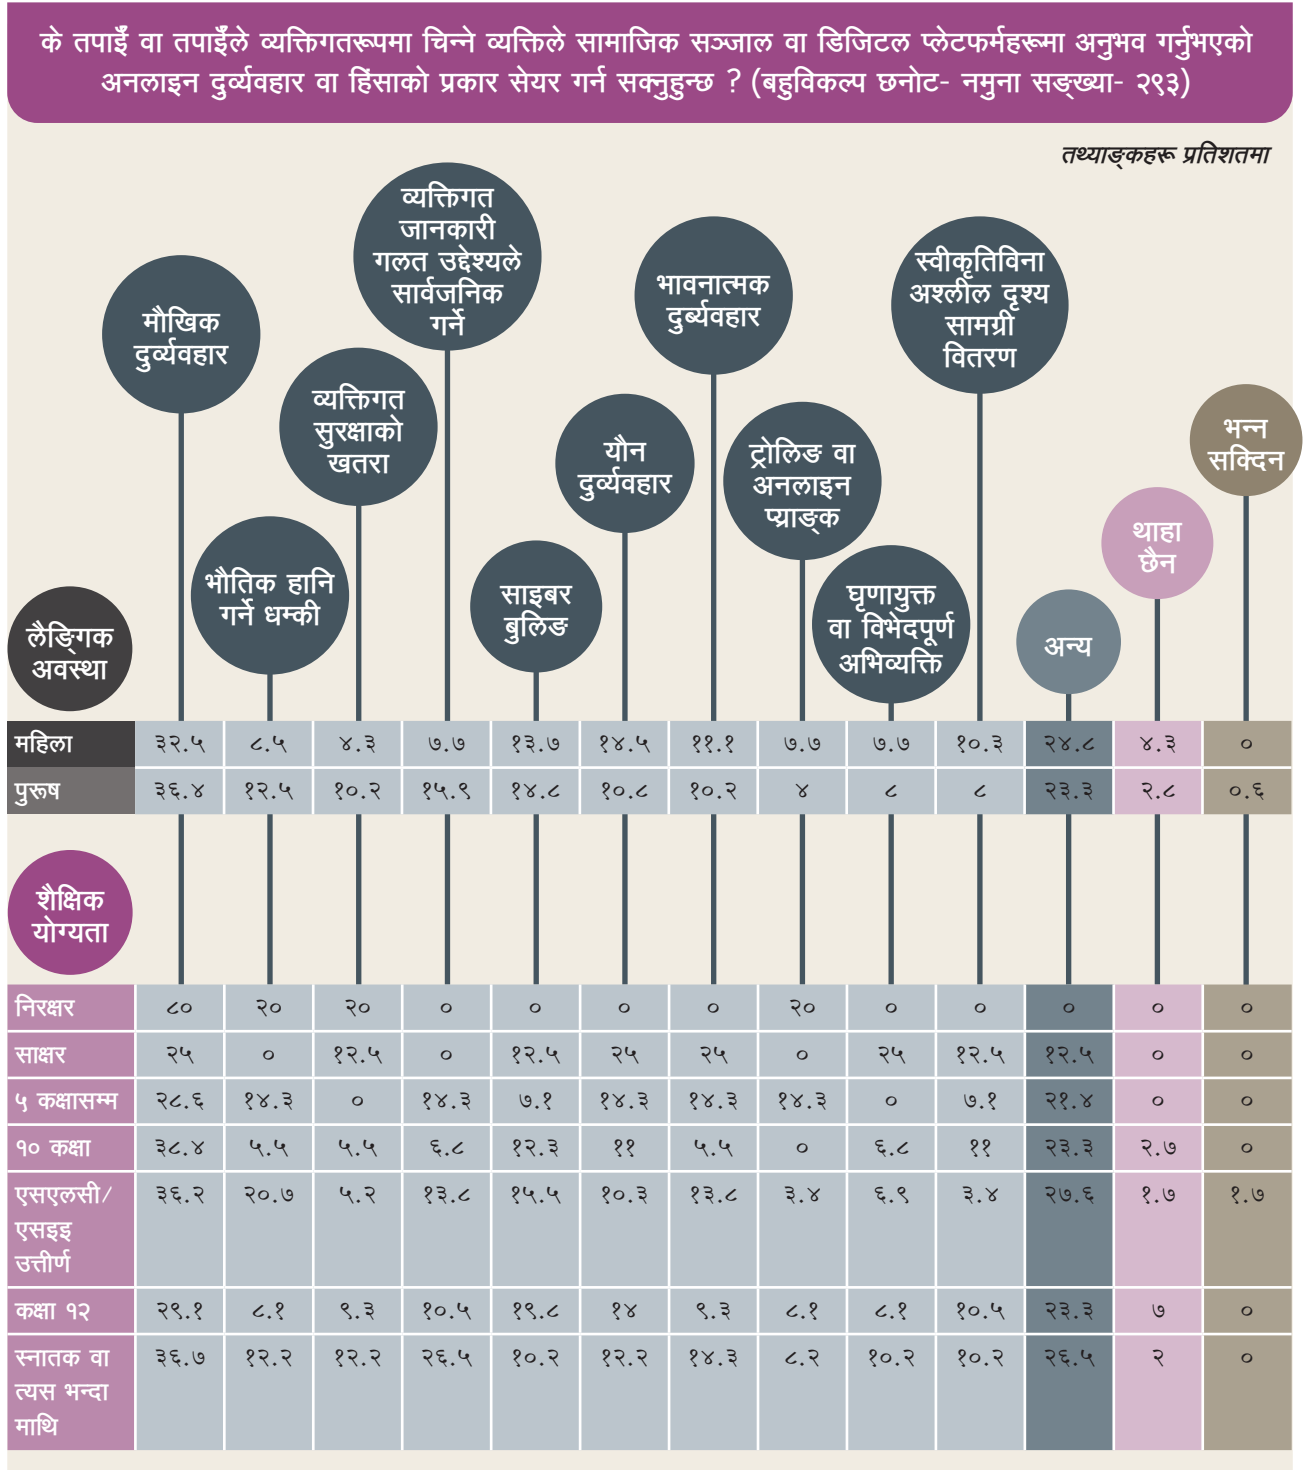 के तपाइँ वा तपाइँले व्यक्तिगतरूपमा चिन्ने व्यक्तिले सामाजिक सञ्जाल वा डिजिटल प्लेटफर्महरूमा अनुभव गर्नुभएको
अनलाइन दुर्व्यवहार वा हिंसाको प्रकार सेयर गर्न सक्नुहुन्छ ? (बहुविकल्प छनोट- नमुना सङ्ख्या- २९३)
तथ्याङ्कहरू प्रतिशतमा
मौखिक
दुर्व्यवहार
भौतिक हानि
गर्ने धम्की
व्यक्तिगत
सुरक्षाको
खतरा
व्यक्तिगत
जानकारी
गलत उद्देश्यले
सार्वजनिक
गर्ने
साइबर
बुलिङ
यौन
दुर्व्यवहार
भावनात्मक
दुर्ब्यवहार
ट्रोलिङ वा
अनलाइन
प्य्राङ्क
घृणायुक्त
वा विभेदपूर्ण
अभिव्यक्ति
स्वीकृतिविना
अश्लील दृश्य
सामग्री
वितरण
अन्य
थाहा
छैन
भन्न
सक्दिन
लैङ्गिक
अवस्था
महिला ३२.५ ८.५ ४.३ ७.७ १३.७ १४.५ ११.१ ७.७ ७.७ १०.३ २४.८ ४.३ ०
पुरूष ३६.४ १२.५ १०.२ १५.९ १४.८ १०.८ १०.२ ४ ८ ८ २३.३ २.८ ०.६
शैक्षिक
योग्यता
निरक्षर ८० २० २० ० ० ० ० २० ० ० ० ० ०
साक्षर २५ ० १२.५ ० १२.५ २५ २५ ० २५ १२.५ १२.५ ० ०
५ कक्षासम्म २८.६ १४.३ ० १४.३ ७.१ १४.३ १४.३ १४.३ ० ७.१ २१.४ ० ०
१० कक्षा ३८.४ ५.५ ५.५ ६.८ १२.३ ११ ५.५ ० ६.८ ११ २३.३ २.७ ०
एसएलसी/ ३६.२ २०.७ ५.२ १३.८ १५.५ १०.३ १३.८ ३.४ ६.९ ३.४ २७.६ १.७ १.७
एसइइ
उत्तीर्ण
कक्षा १२ २९.१ ८.१ ९.३ १०.५ १९.८ १४ ९.३ ८.१ ८.१ १०.५ २३.३ ७ ०
स्नातक वा ३६.७ १२.२ १२.२ २६.५ १०.२ १२.२ १४.३ ८.२ १०.२ १०.२ २६.५ २ ०
त्यस भन्दा
माथि